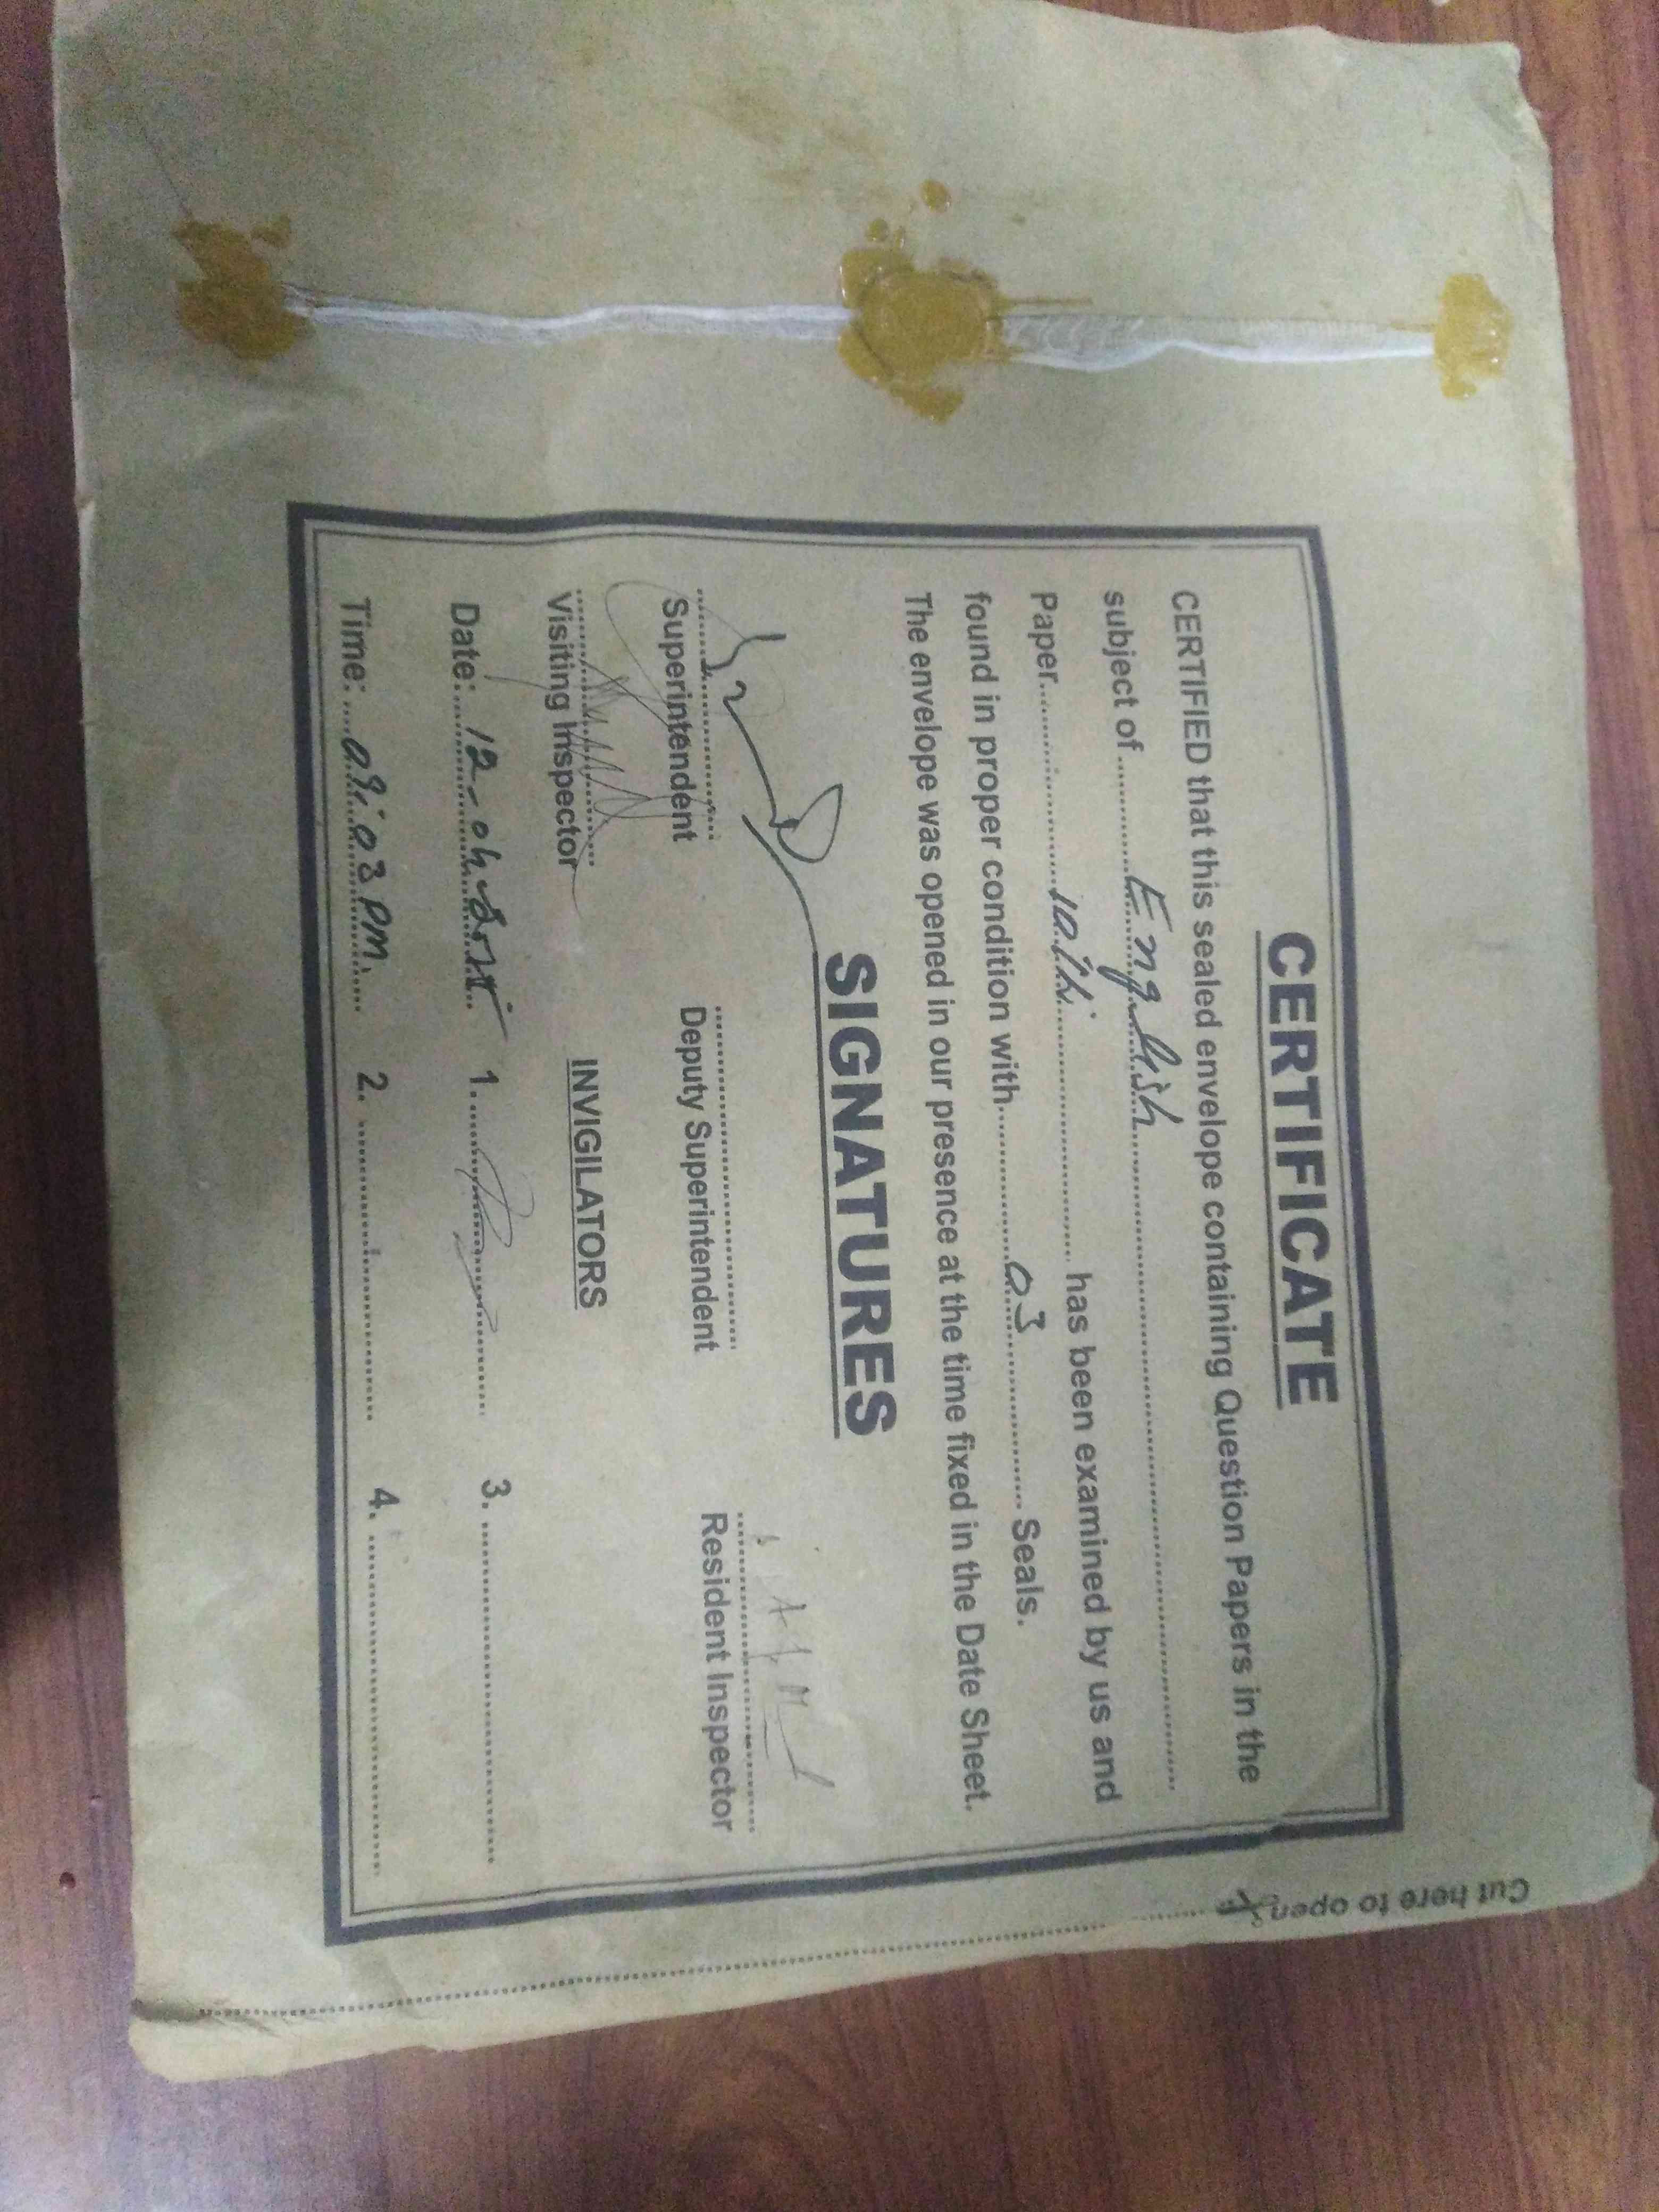 CERTIFICATE
CERTIFIED that this sealed envelope containing Question Papers in the
subject of ............ English ............
Paper ............ 10th ............ has been examined by us and
found in proper condition with ............ 03 ............ Seals.
The envelope was opened in our presence at the time fixed in the Date Sheet.
SIGNATURES
Superintendent Deputy Superintendent Resident Inspector
Visiting Inspector
INVIGILATORS
Date: 12- 1. ............ 3. ............
Time: 03 pm. 2. ............ 4. ............
Cut here to open